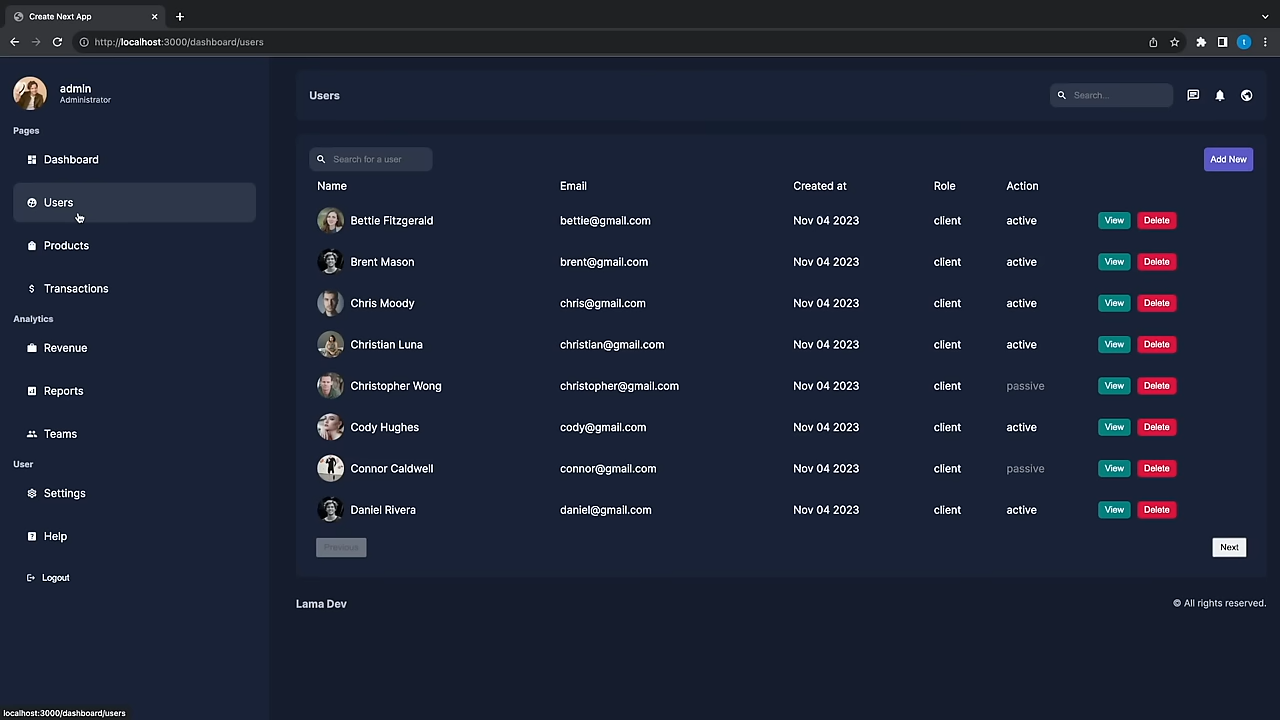 Create Next App
http://localhost:3000/dashboard/users
t
admin
Administrator
Pages
Dashboard
Users
Products
Transactions
Analytics
Revenue
Reports
Teams
User
Settings
Help
Logout
Users
Search...
Search for a user
Add New
Name Email Created at Role Action
Bettie Fitzgerald bettie@gmail.com Nov 04 2023 client active View Delete
Brent Mason brent@gmail.com Nov 04 2023 client active View Delete
Chris Moody chris@gmail.com Nov 04 2023 client active View Delete
Christian Luna christian@gmail.com Nov 04 2023 client active View Delete
Christopher Wong christopher@gmail.com Nov 04 2023 client passive View Delete
Cody Hughes cody@gmail.com Nov 04 2023 client active View Delete
Connor Caldwell connor@gmail.com Nov 04 2023 client passive View Delete
Daniel Rivera daniel@gmail.com Nov 04 2023 client active View Delete
Previous Next
Lama Dev © All rights reserved.
localhost:3000/dashboard/users